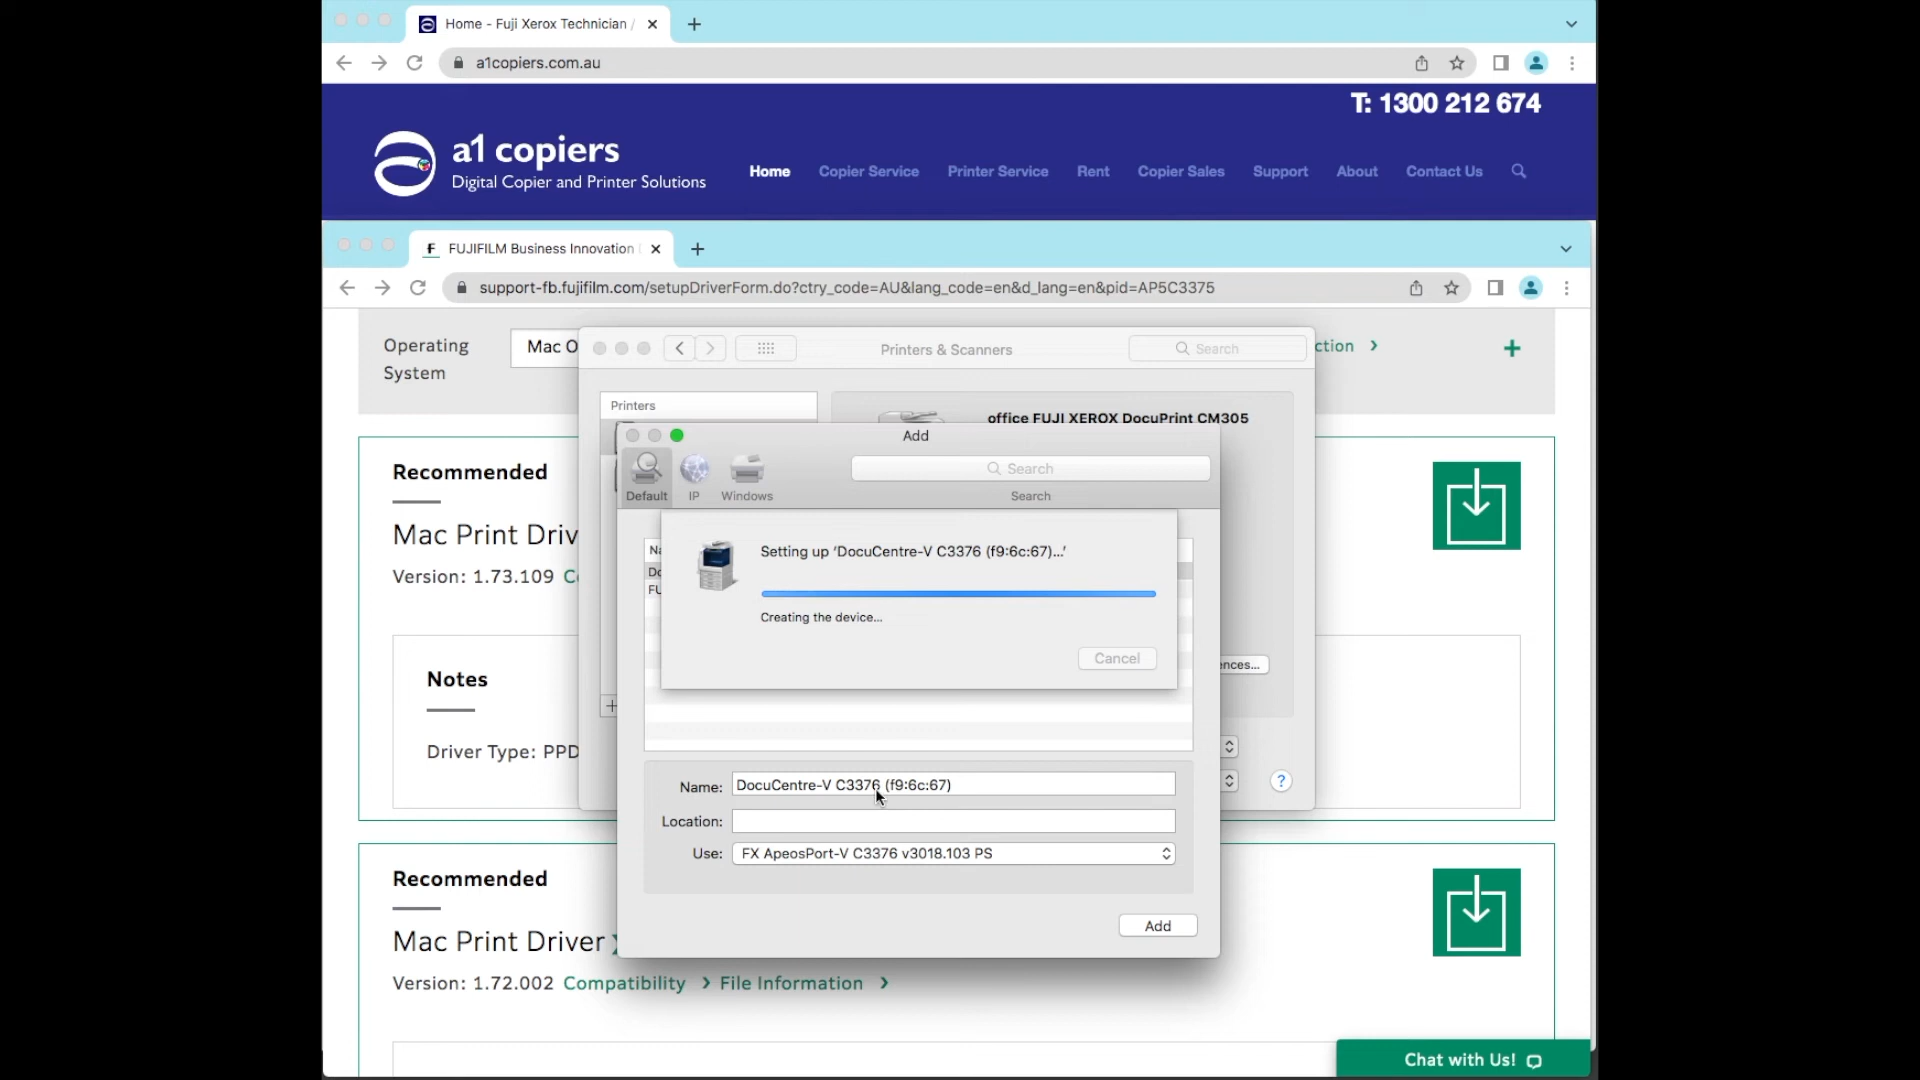 Home - Fuji Xerox Technician /
a1copiers.com.au
T: 1300 212 674
a1 copiers
Digital Copier and Printer Solutions
Home Copier Service Printer Service Rent Copier Sales Support About Contact Us
F FUJIFILM Business Innovation
support-fb.fujifilm.com/setupDriverForm.do?ctry_code=AU&lang_code=en&d_lang=en&pid=AP5C3375
Operating
System
Mac O
Printers & Scanners
Search
ction >
+
Printers
office FUJI XEROX DocuPrint CM305
Add
Default IP Windows
Search
Search
Recommended
Mac Print Driv
Version: 1.73.109 C
Na
Do
FU
Setting up ‘DocuCentre-V C3376 (f9:6c:67)...’
Creating the device...
Cancel
ences...
+
Notes
Driver Type: PPD
Name: DocuCentre-V C3376 (f9:6c:67)
?
Location:
Use: FX ApeosPort-V C3376 v3018.103 PS
Add
Recommended
Mac Print Driver
Version: 1.72.002 Compatibility > File Information >
Chat with Us!